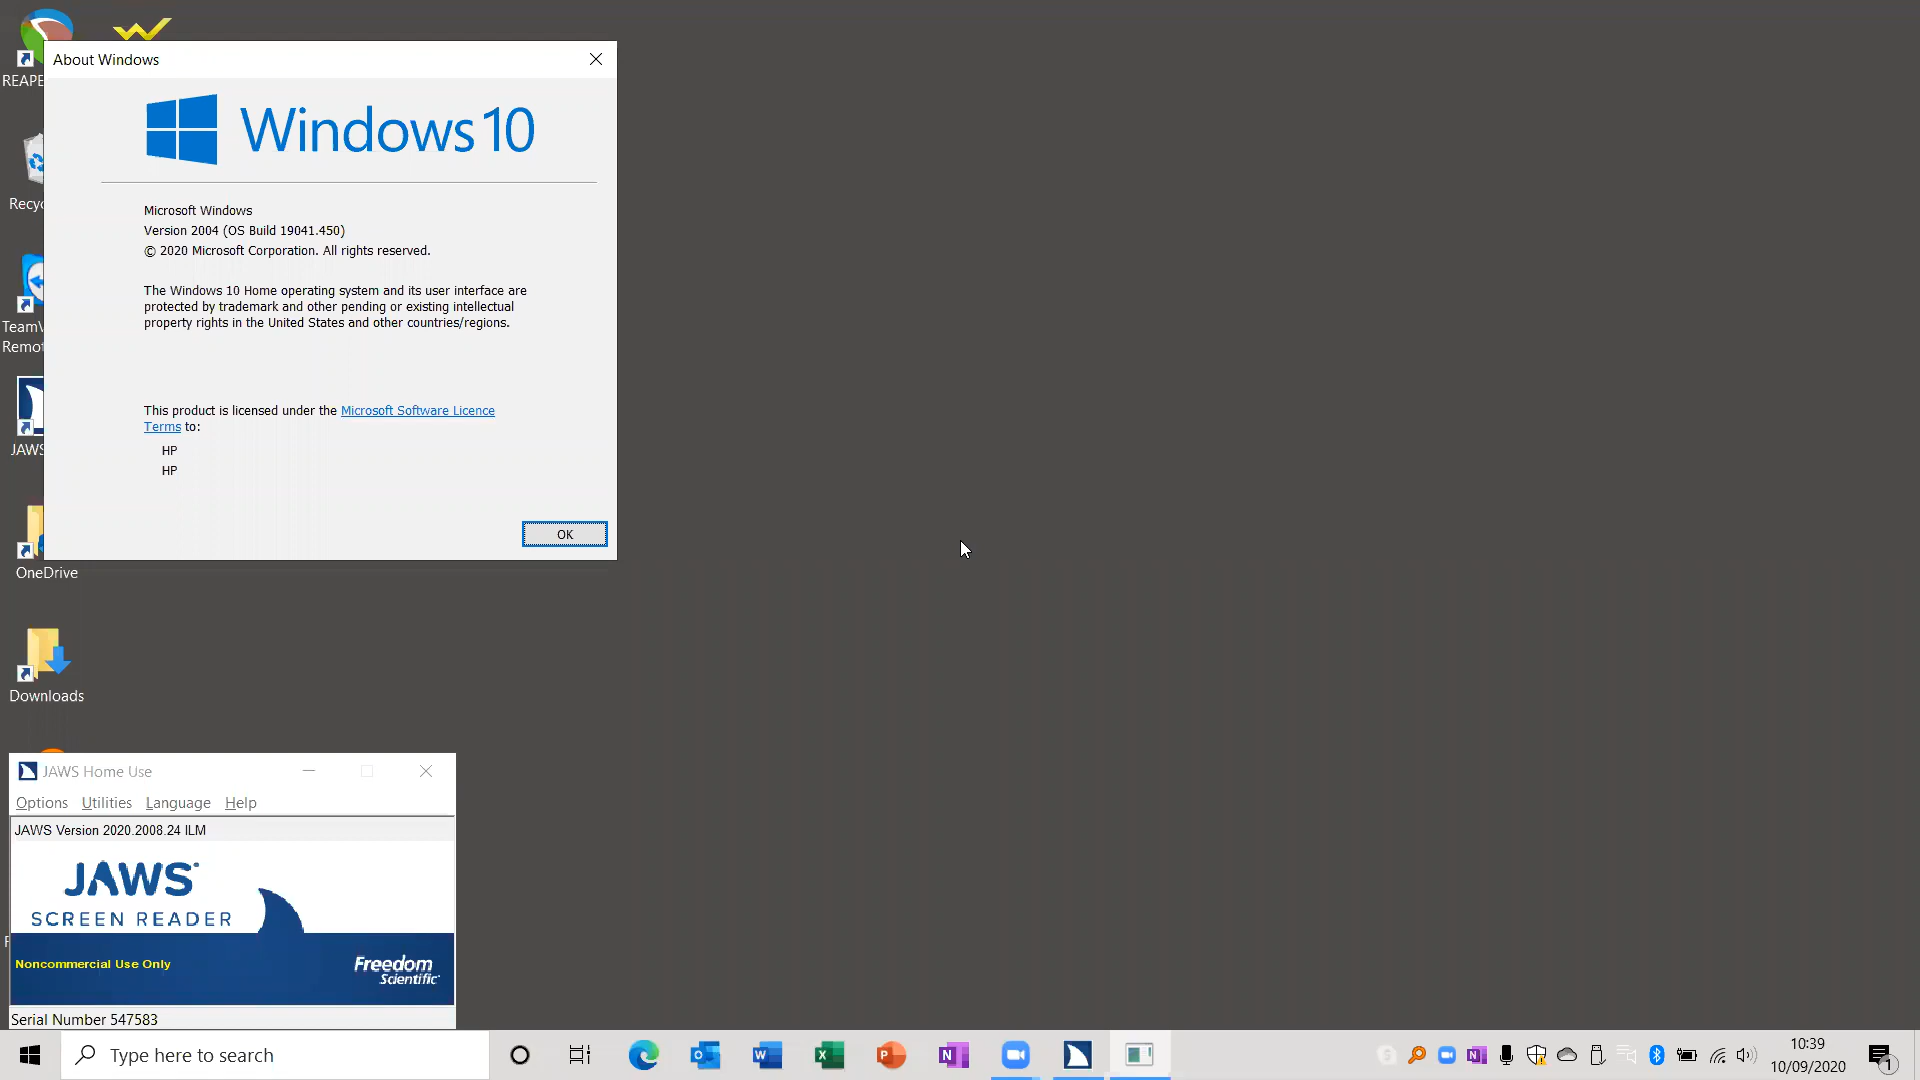 REAPE
About Windows
Windows 10
Recyc
Microsoft Windows
Version 2004 (OS Build 19041.450)
© 2020 Microsoft Corporation. All rights reserved.
The Windows 10 Home operating system and its user interface are
protected by trademark and other pending or existing intellectual
property rights in the United States and other countries/regions.
TeamV
Remot
This product is licensed under the Microsoft Software Licence
Terms to:
JAWS
HP
HP
OK
OneDrive
Downloads
JAWS Home Use
Options Utilities Language Help
JAWS Version 2020.2008.24 ILM
JAWS
SCREEN READER
Noncommercial Use Only
Freedom
Scientific
Serial Number 547583
Type here to search
10:39
10/09/2020
1